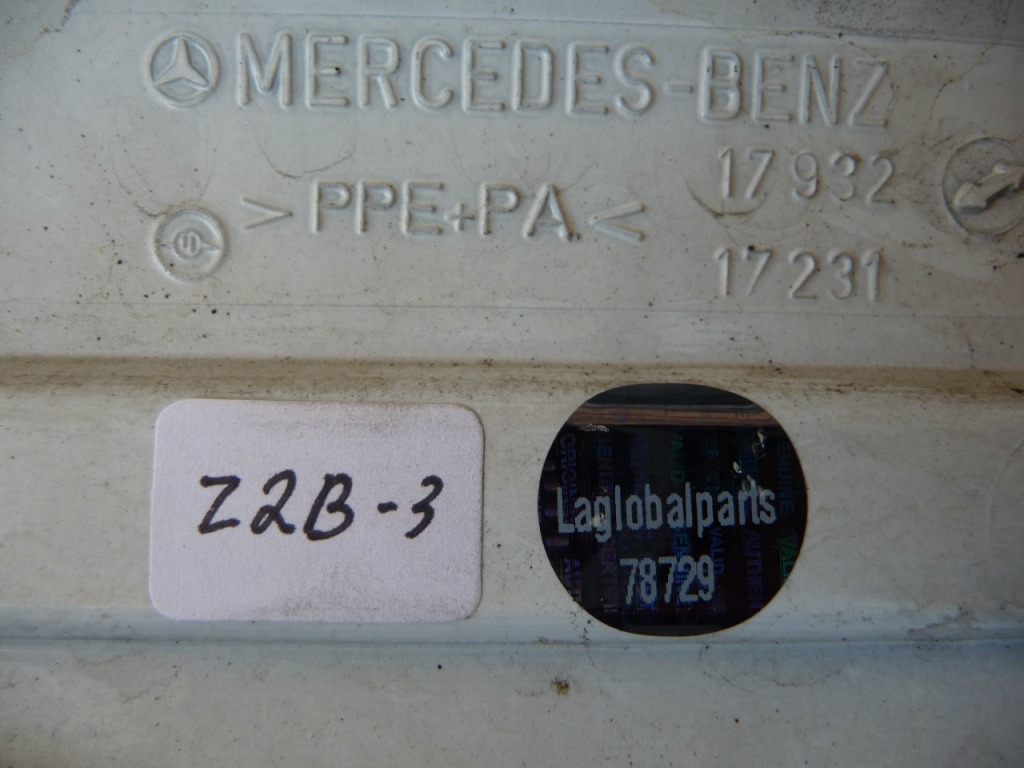 MERCEDES-BENZ
>PPE+PA<
17 932
17 231
Z2B-3
Laglobalparts
78729